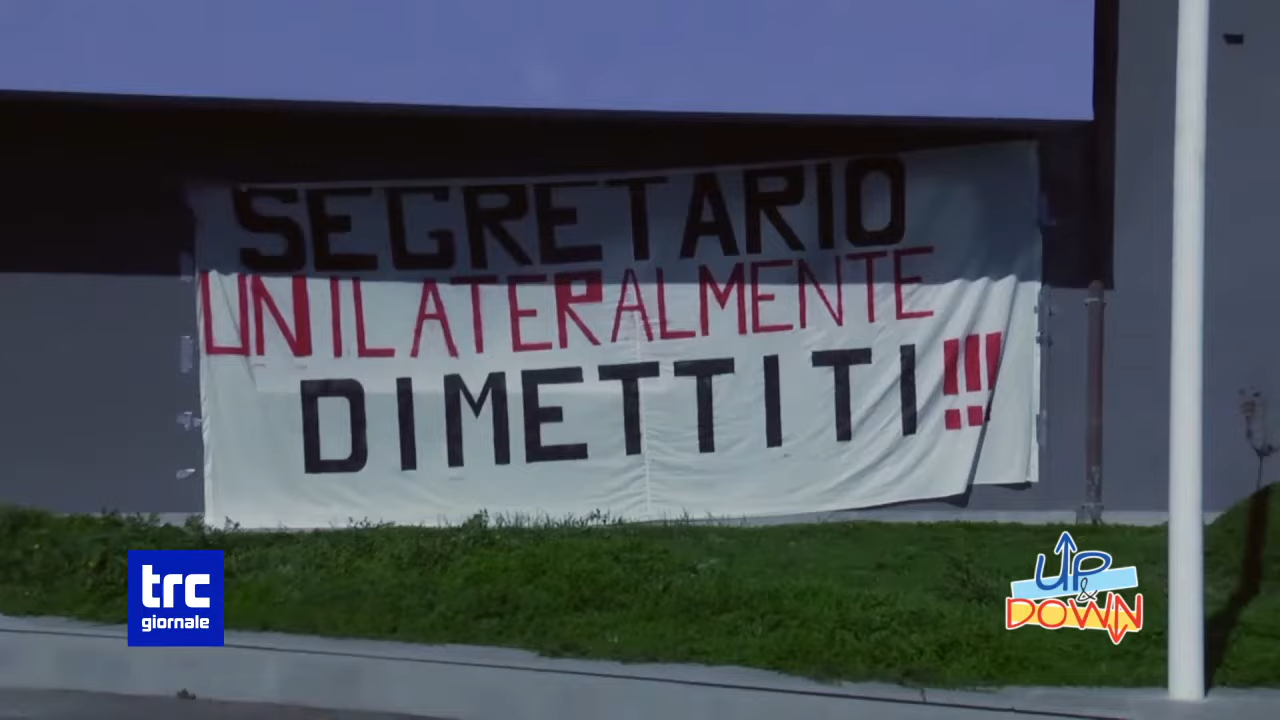 SEGRETARIO
UNILATERALMENTE
DIMETTITI!!!
trc
giornale
UP
&
DOWN